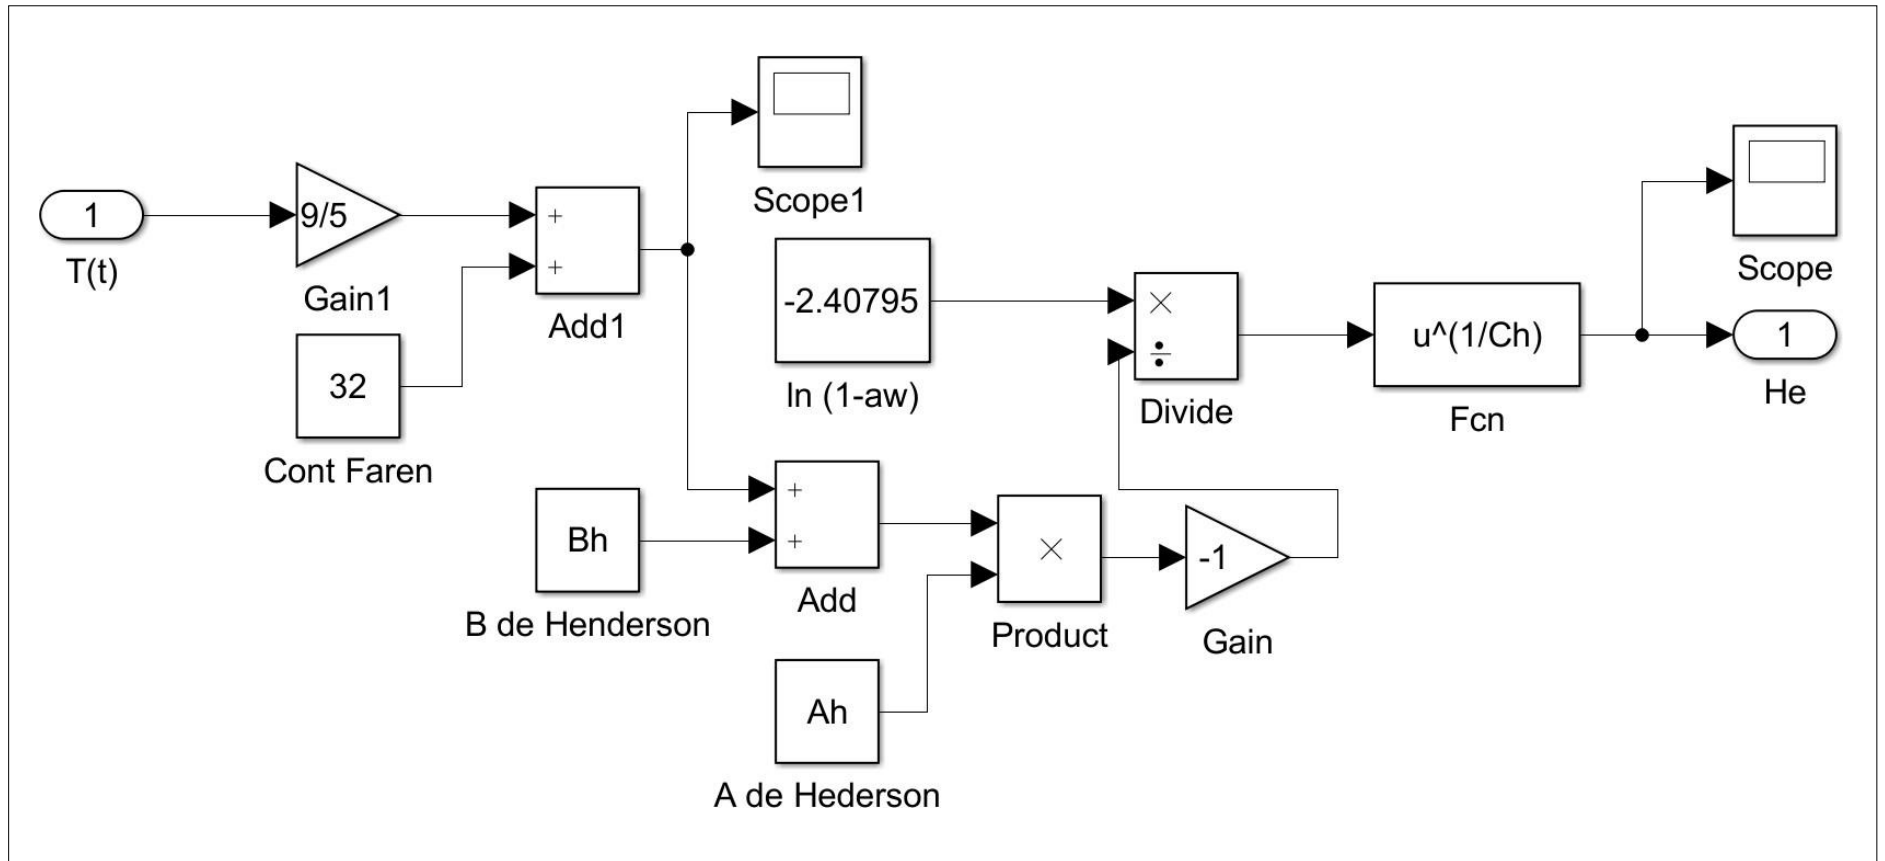 1
T(t)
9/5
Gain1
32
Cont Faren
+
+
Add1
Scope1
-2.40795
ln (1-aw)
Bh
B de Henderson
+
+
Add
Ah
A de Hederson
×
Product
-1
Gain
×
÷
Divide
u^(1/Ch)
Fcn
Scope
1
He